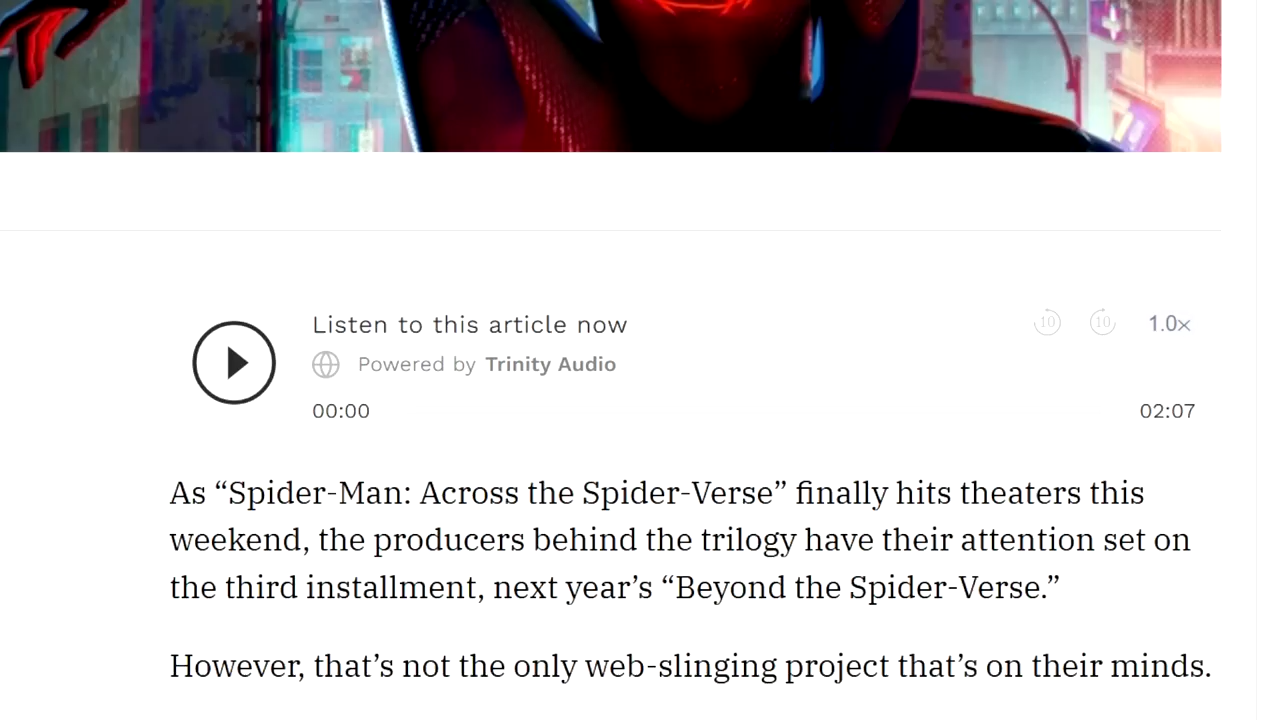 Listen to this article now
10
10
1.0x
Powered by Trinity Audio
00:00
02:07
As “Spider-Man: Across the Spider-Verse” finally hits theaters this
weekend, the producers behind the trilogy have their attention set on
the third installment, next year’s “Beyond the Spider-Verse.”
However, that’s not the only web-slinging project that’s on their minds.